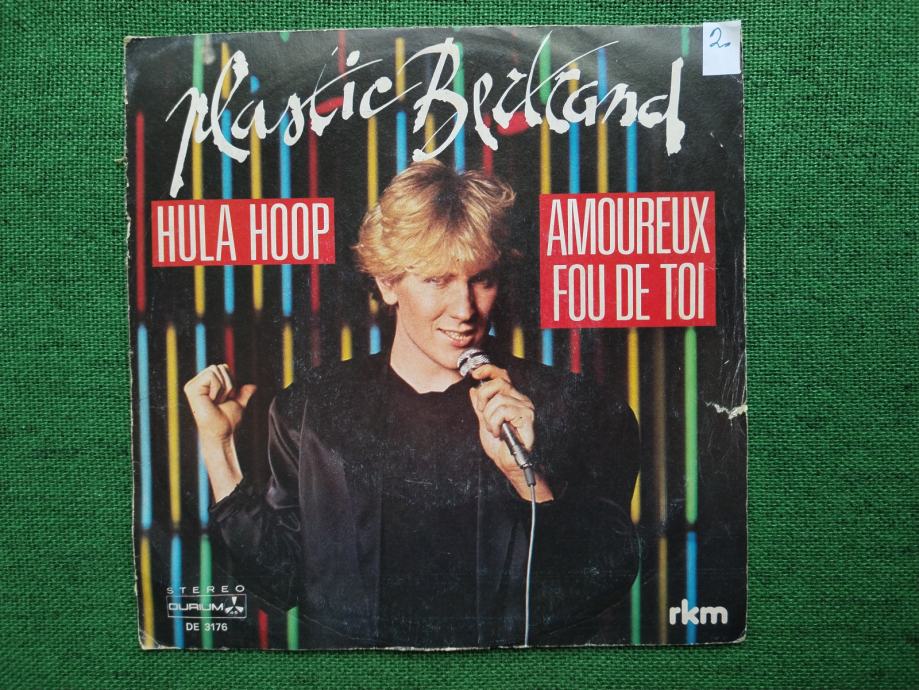 2.
Plastic Bertrand
HULA HOOP
AMOUREUX
FOU DE TOI
STEREO
DURIUM
DE 3176
rkm